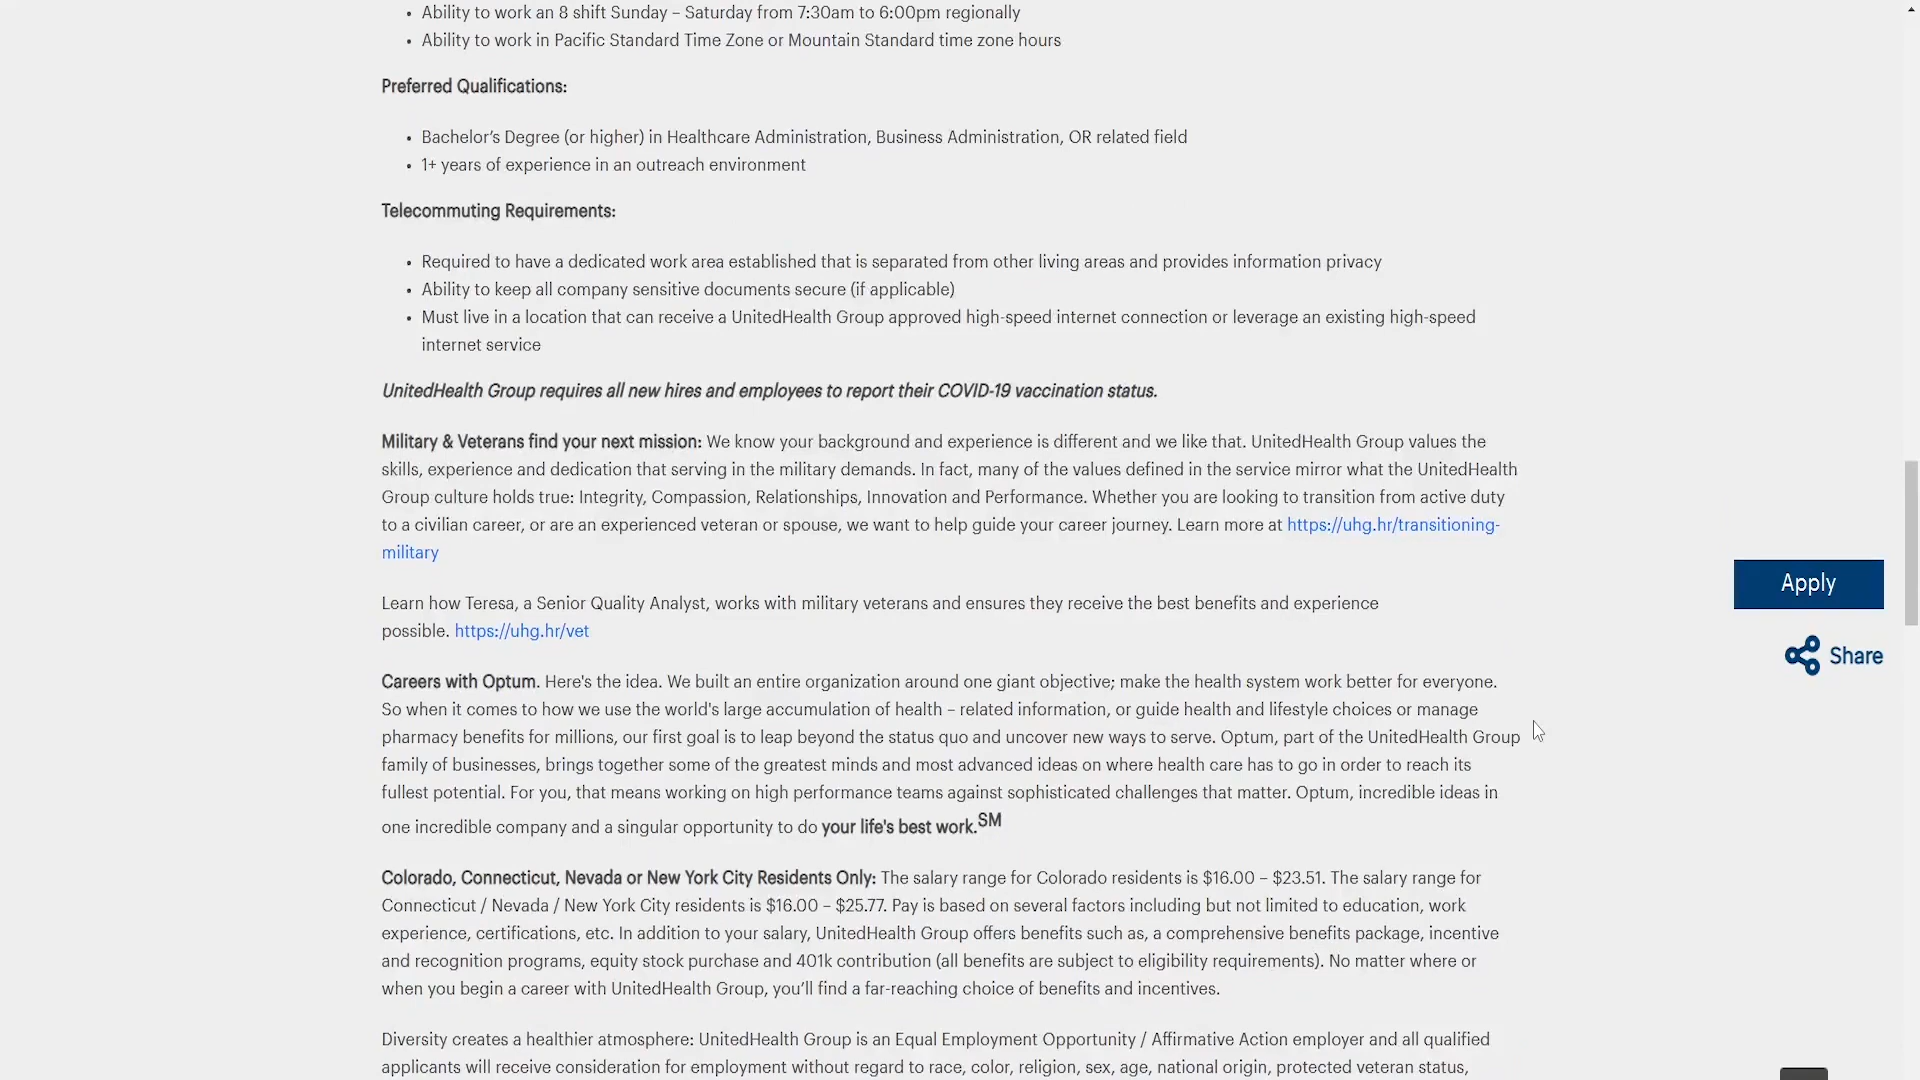 • Ability to work an 8 shift Sunday – Saturday from 7:30am to 6:00pm regionally
• Ability to work in Pacific Standard Time Zone or Mountain Standard time zone hours
Preferred Qualifications:
• Bachelor’s Degree (or higher) in Healthcare Administration, Business Administration, OR related field
• 1+ years of experience in an outreach environment
Telecommuting Requirements:
• Required to have a dedicated work area established that is separated from other living areas and provides information privacy
• Ability to keep all company sensitive documents secure (if applicable)
• Must live in a location that can receive a UnitedHealth Group approved high-speed internet connection or leverage an existing high-speed
internet service
UnitedHealth Group requires all new hires and employees to report their COVID-19 vaccination status.
Military & Veterans find your next mission: We know your background and experience is different and we like that. UnitedHealth Group values the
skills, experience and dedication that serving in the military demands. In fact, many of the values defined in the service mirror what the UnitedHealth
Group culture holds true: Integrity, Compassion, Relationships, Innovation and Performance. Whether you are looking to transition from active duty
to a civilian career, or are an experienced veteran or spouse, we want to help guide your career journey. Learn more at https://uhg.hr/transitioning-
military
Apply
Learn how Teresa, a Senior Quality Analyst, works with military veterans and ensures they receive the best benefits and experience
possible. https://uhg.hr/vet
Share
Careers with Optum. Here's the idea. We built an entire organization around one giant objective; make the health system work better for everyone.
So when it comes to how we use the world's large accumulation of health – related information, or guide health and lifestyle choices or manage
pharmacy benefits for millions, our first goal is to leap beyond the status quo and uncover new ways to serve. Optum, part of the UnitedHealth Group
family of businesses, brings together some of the greatest minds and most advanced ideas on where health care has to go in order to reach its
fullest potential. For you, that means working on high performance teams against sophisticated challenges that matter. Optum, incredible ideas in
one incredible company and a singular opportunity to do your life's best work.SM
Colorado, Connecticut, Nevada or New York City Residents Only: The salary range for Colorado residents is $16.00 – $23.51. The salary range for
Connecticut / Nevada / New York City residents is $16.00 – $25.77. Pay is based on several factors including but not limited to education, work
experience, certifications, etc. In addition to your salary, UnitedHealth Group offers benefits such as, a comprehensive benefits package, incentive
and recognition programs, equity stock purchase and 401k contribution (all benefits are subject to eligibility requirements). No matter where or
when you begin a career with UnitedHealth Group, you’ll find a far-reaching choice of benefits and incentives.
Diversity creates a healthier atmosphere: UnitedHealth Group is an Equal Employment Opportunity / Affirmative Action employer and all qualified
applicants will receive consideration for employment without regard to race, color, religion, sex, age, national origin, protected veteran status,